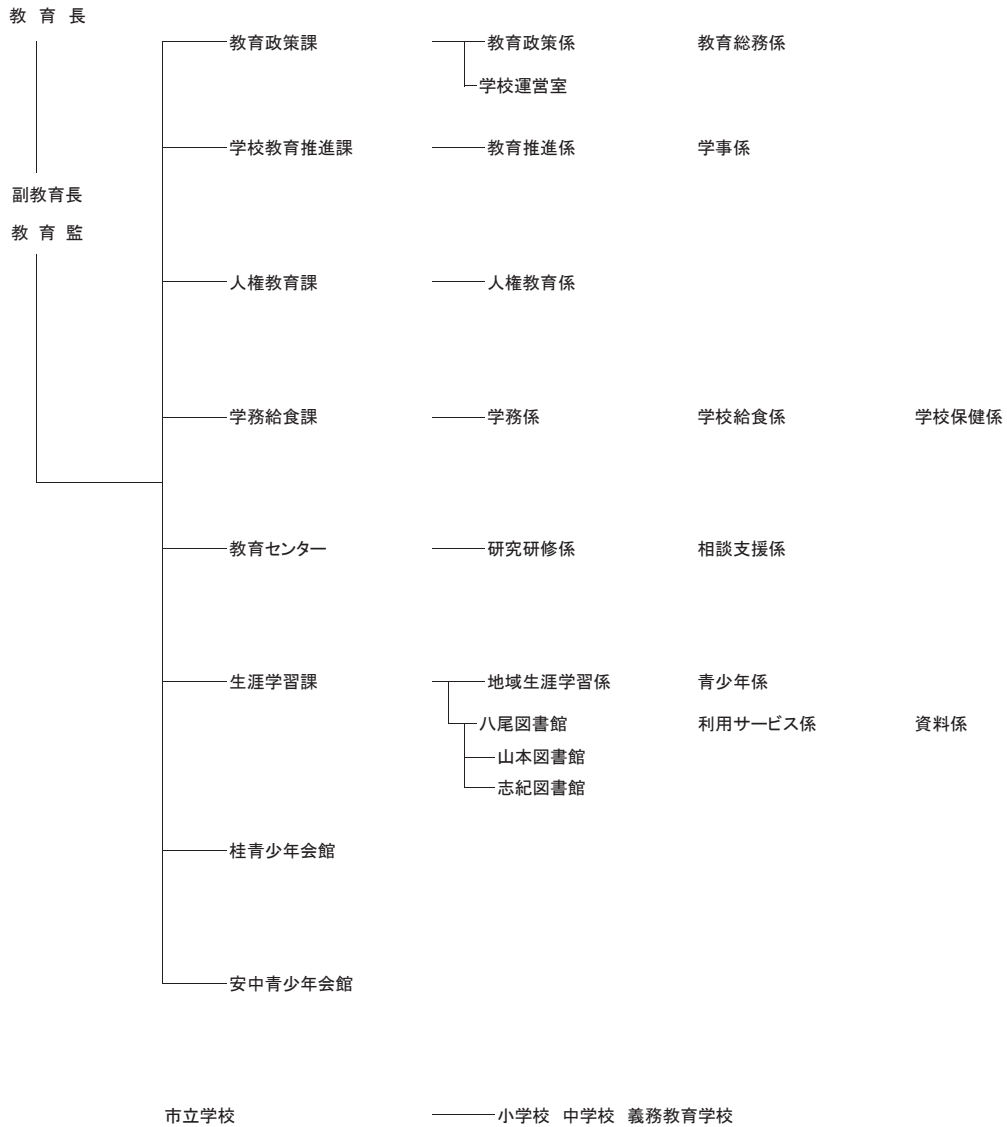 教 育 長
教育政策課 教育政策係 教育総務係
学校運営室
学校教育推進課 教育推進係 学事係
副教育長
教 育 監
人権教育課 人権教育係
学務給食課 学務係 学校給食係 学校保健係
教育センター 研究研修係 相談支援係
生涯学習課 地域生涯学習係 青少年係
八尾図書館 利用サービス係 資料係
山本図書館
志紀図書館
桂青少年会館
安中青少年会館
市立学校 小学校 中学校 義務教育学校